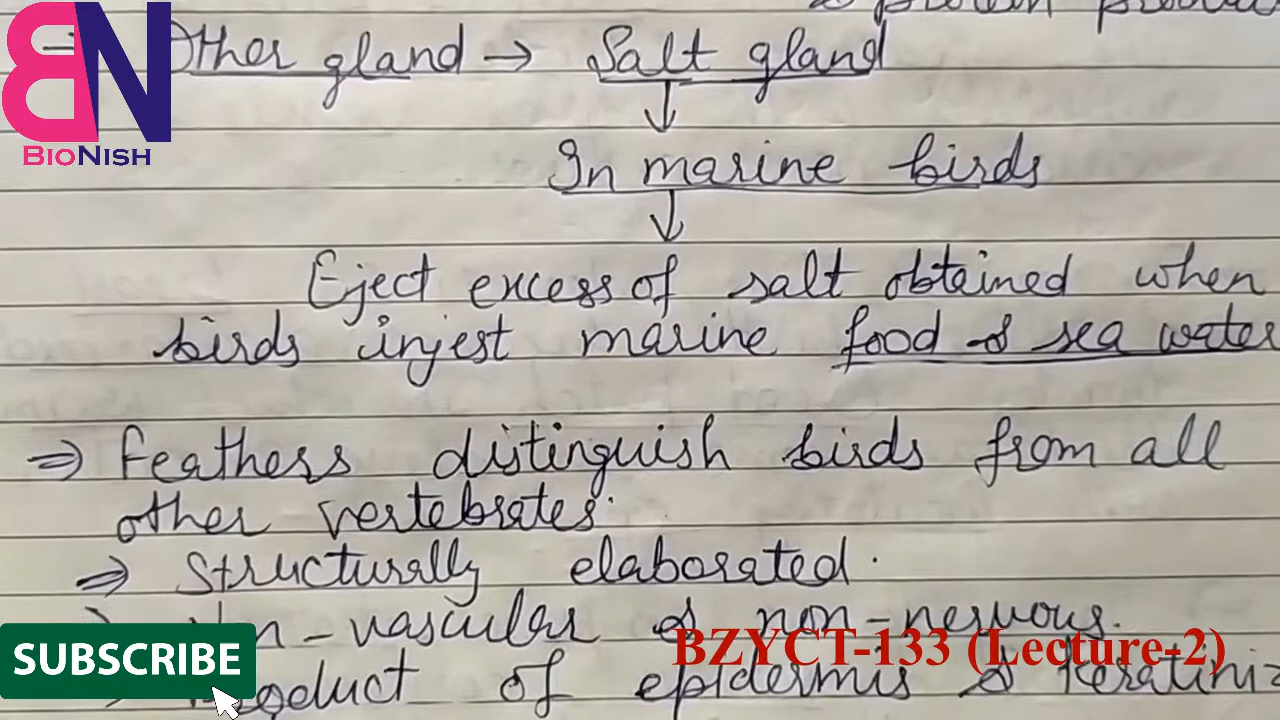 → Other gland → Salt gland
↓
In marine birds
↓
Eject excess of salt obtained when
birds injest marine food & sea water
⇒ Feathers distinguish birds from all
other vertebrates.
⇒ Structurally elaborated.
Non-vascular & non-nervous.
Product of epidermis &
BN
BIONISH
SUBSCRIBE
BZYCT-133 (Lecture-2)